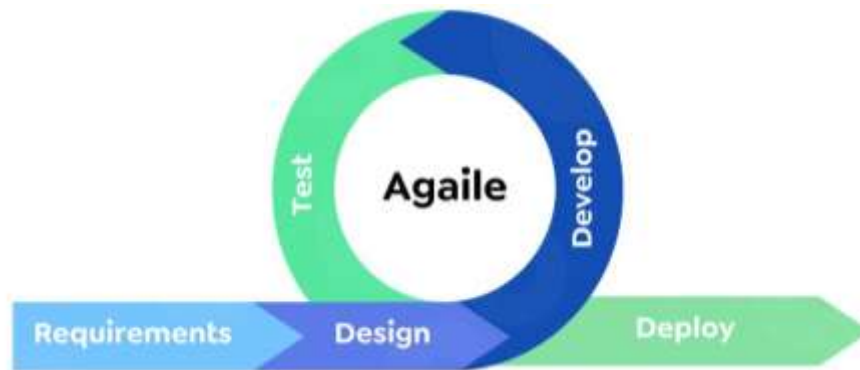 Test
Agaile
Develop
Requirements
Design
Deploy